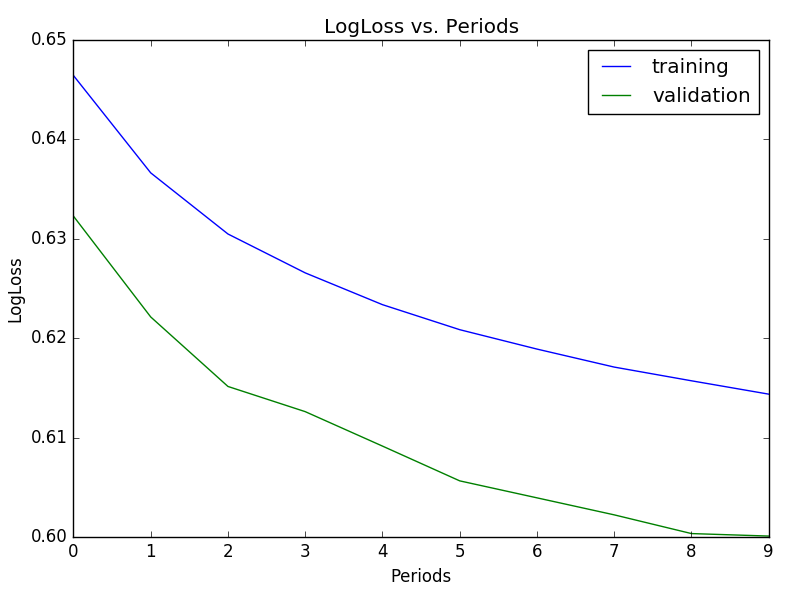 LogLoss vs. Periods
0.65
0.64
0.63
0.62
0.61
0.60
LogLoss
training
validation
0 1 2 3 4 5 6 7 8 9
Periods